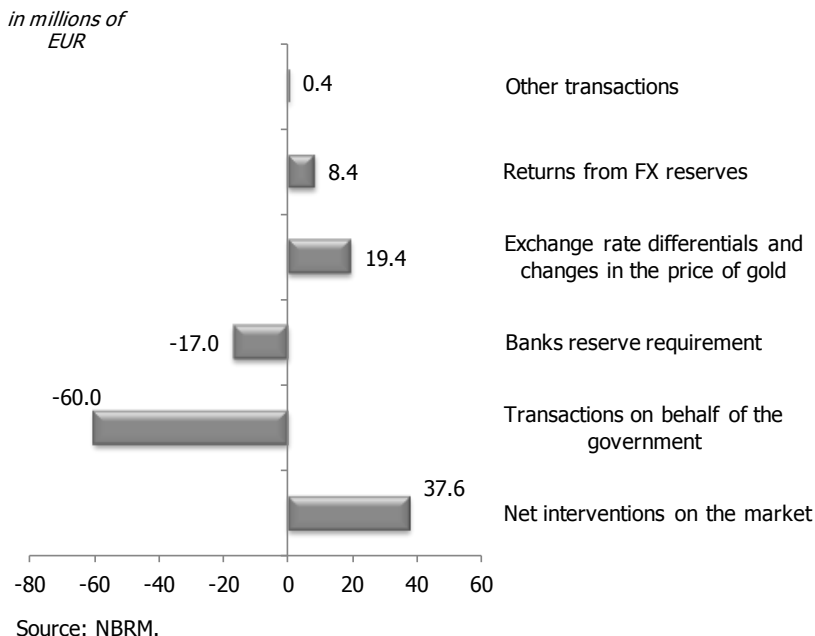 in millions of
EUR
0.4
Other transactions
8.4
Returns from FX reserves
19.4
Exchange rate differentials and
changes in the price of gold
-17.0
Banks reserve requirement
-60.0
Transactions on behalf of the
government
37.6
Net interventions on the market
-80 -60 -40 -20 0 20 40 60
Source: NBRM.